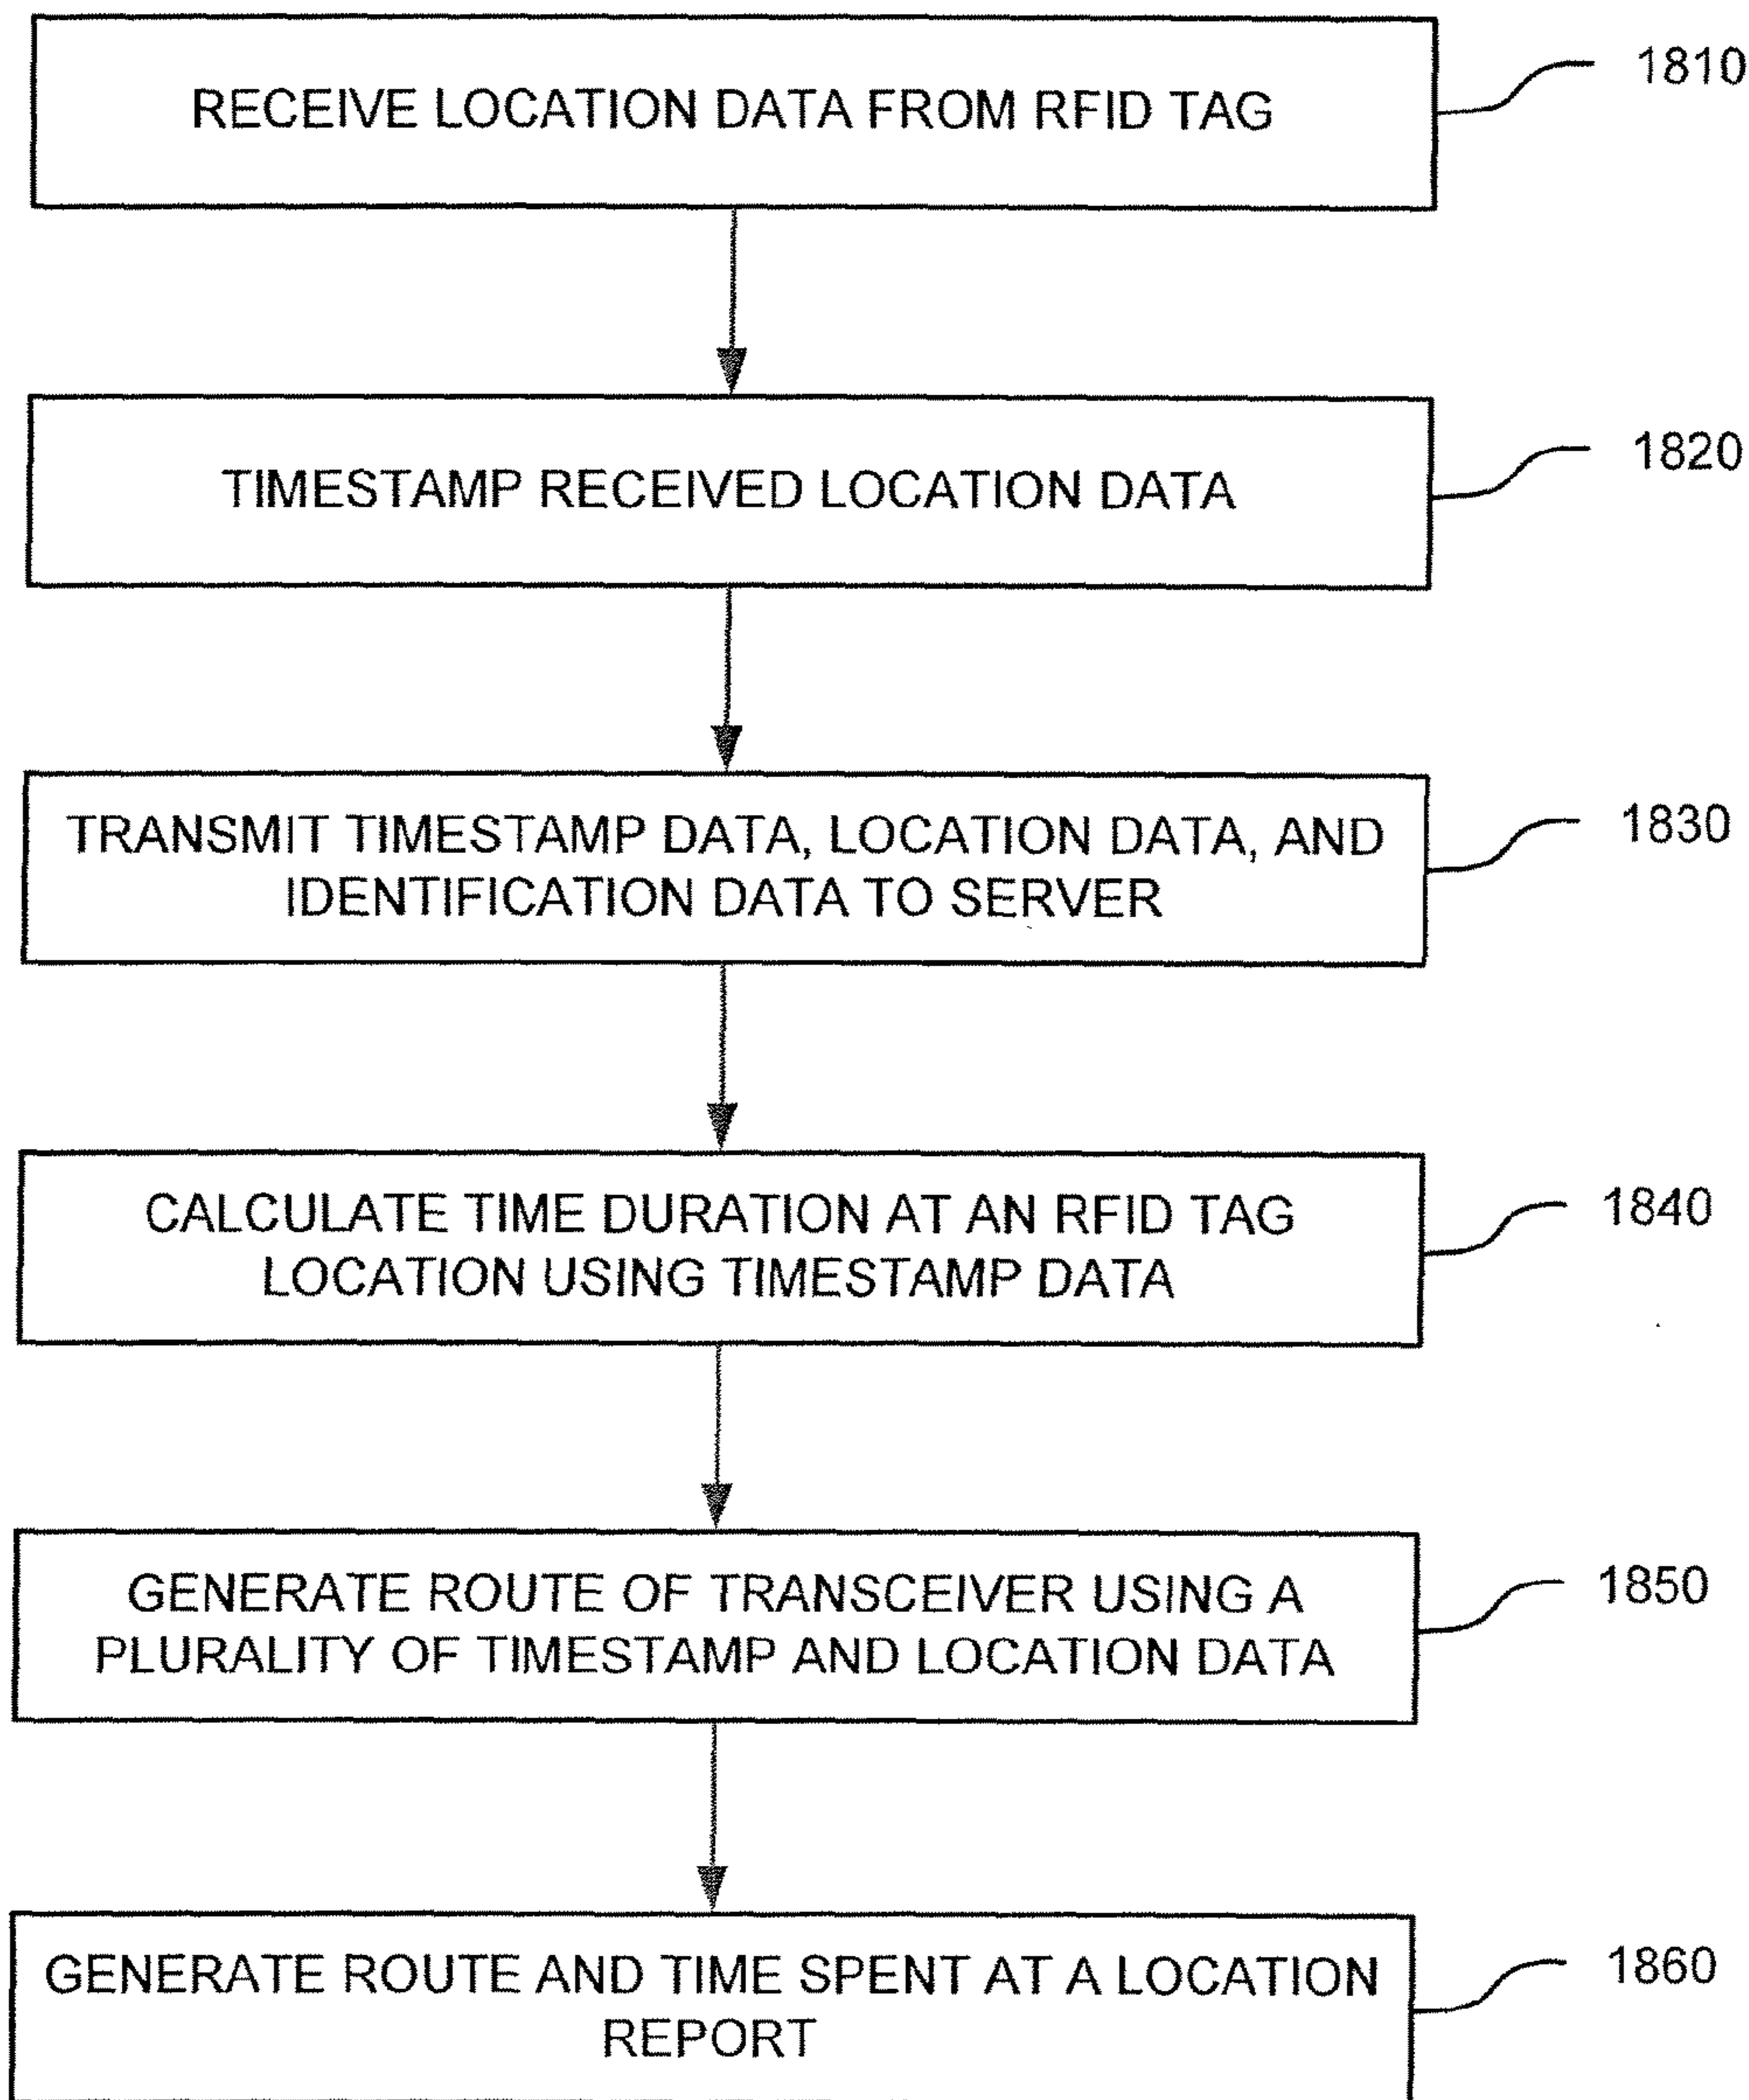 RECEIVE LOCATION DATA FROM RFID TAG
1810
TIMESTAMP RECEIVED LOCATION DATA
1820
TRANSMIT TIMESTAMP DATA, LOCATION DATA, AND
IDENTIFICATION DATA TO SERVER
1830
CALCULATE TIME DURATION AT AN RFID TAG
LOCATION USING TIMESTAMP DATA
1840
GENERATE ROUTE OF TRANSCEIVER USING A
PLURALITY OF TIMESTAMP AND LOCATION DATA
1850
GENERATE ROUTE AND TIME SPENT AT A LOCATION
REPORT
1860